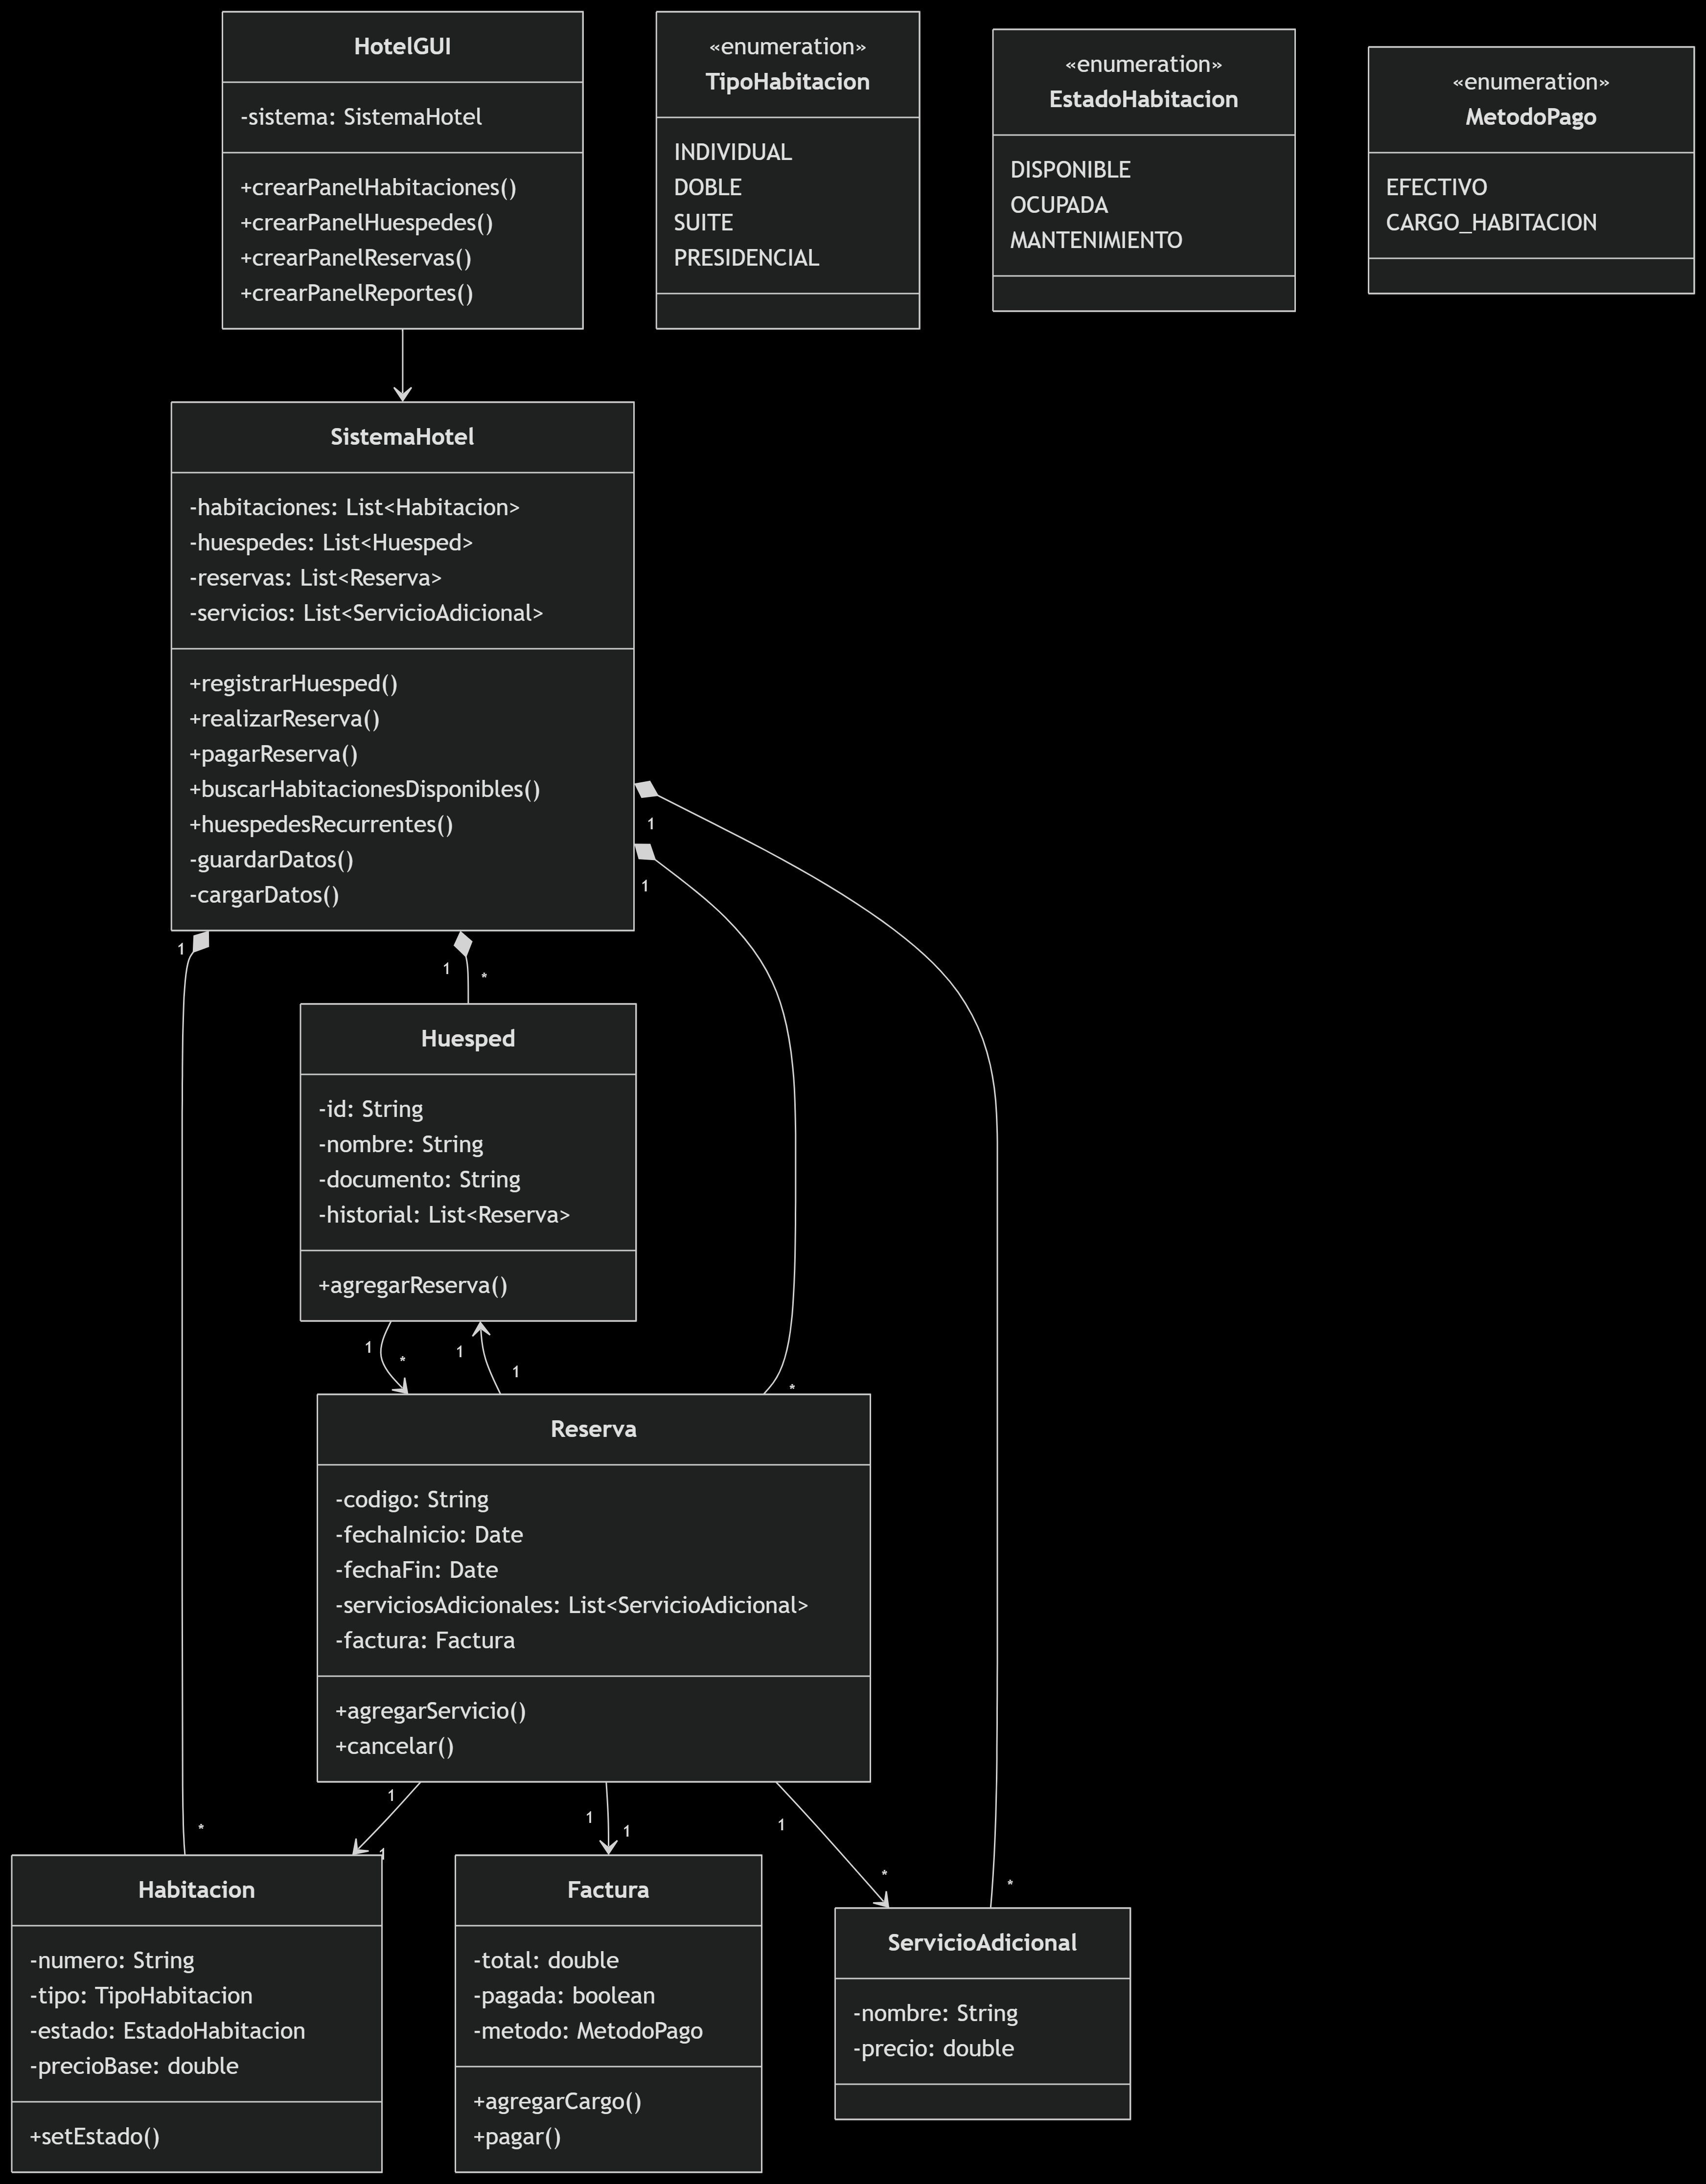 HotelGUI
-sistema: SistemaHotel
+crearPanelHabitaciones()
+crearPanelHuespedes()
+crearPanelReservas()
+crearPanelReportes()
«enumeration»
TipoHabitacion
INDIVIDUAL
DOBLE
SUITE
PRESIDENCIAL
«enumeration»
EstadoHabitacion
DISPONIBLE
OCUPADA
MANTENIMIENTO
«enumeration»
MetodoPago
EFECTIVO
CARGO_HABITACION
SistemaHotel
-habitaciones: List<Habitacion>
-huespedes: List<Huesped>
-reservas: List<Reserva>
-servicios: List<ServicioAdicional>
+registrarHuesped()
+realizarReserva()
+pagarReserva()
+buscarHabitacionesDisponibles()
+huespedesRecurrentes()
-guardarDatos()
-cargarDatos()
1
1
1
1
*
Huesped
-id: String
-nombre: String
-documento: String
-historial: List<Reserva>
+agregarReserva()
1
*
1
1
*
Reserva
-codigo: String
-fechaInicio: Date
-fechaFin: Date
-serviciosAdicionales: List<ServicioAdicional>
-factura: Factura
+agregarServicio()
+cancelar()
1
1
1
1
1
*
*
*
Habitacion
-numero: String
-tipo: TipoHabitacion
-estado: EstadoHabitacion
-precioBase: double
+setEstado()
Factura
-total: double
-pagada: boolean
-metodo: MetodoPago
+agregarCargo()
+pagar()
ServicioAdicional
-nombre: String
-precio: double